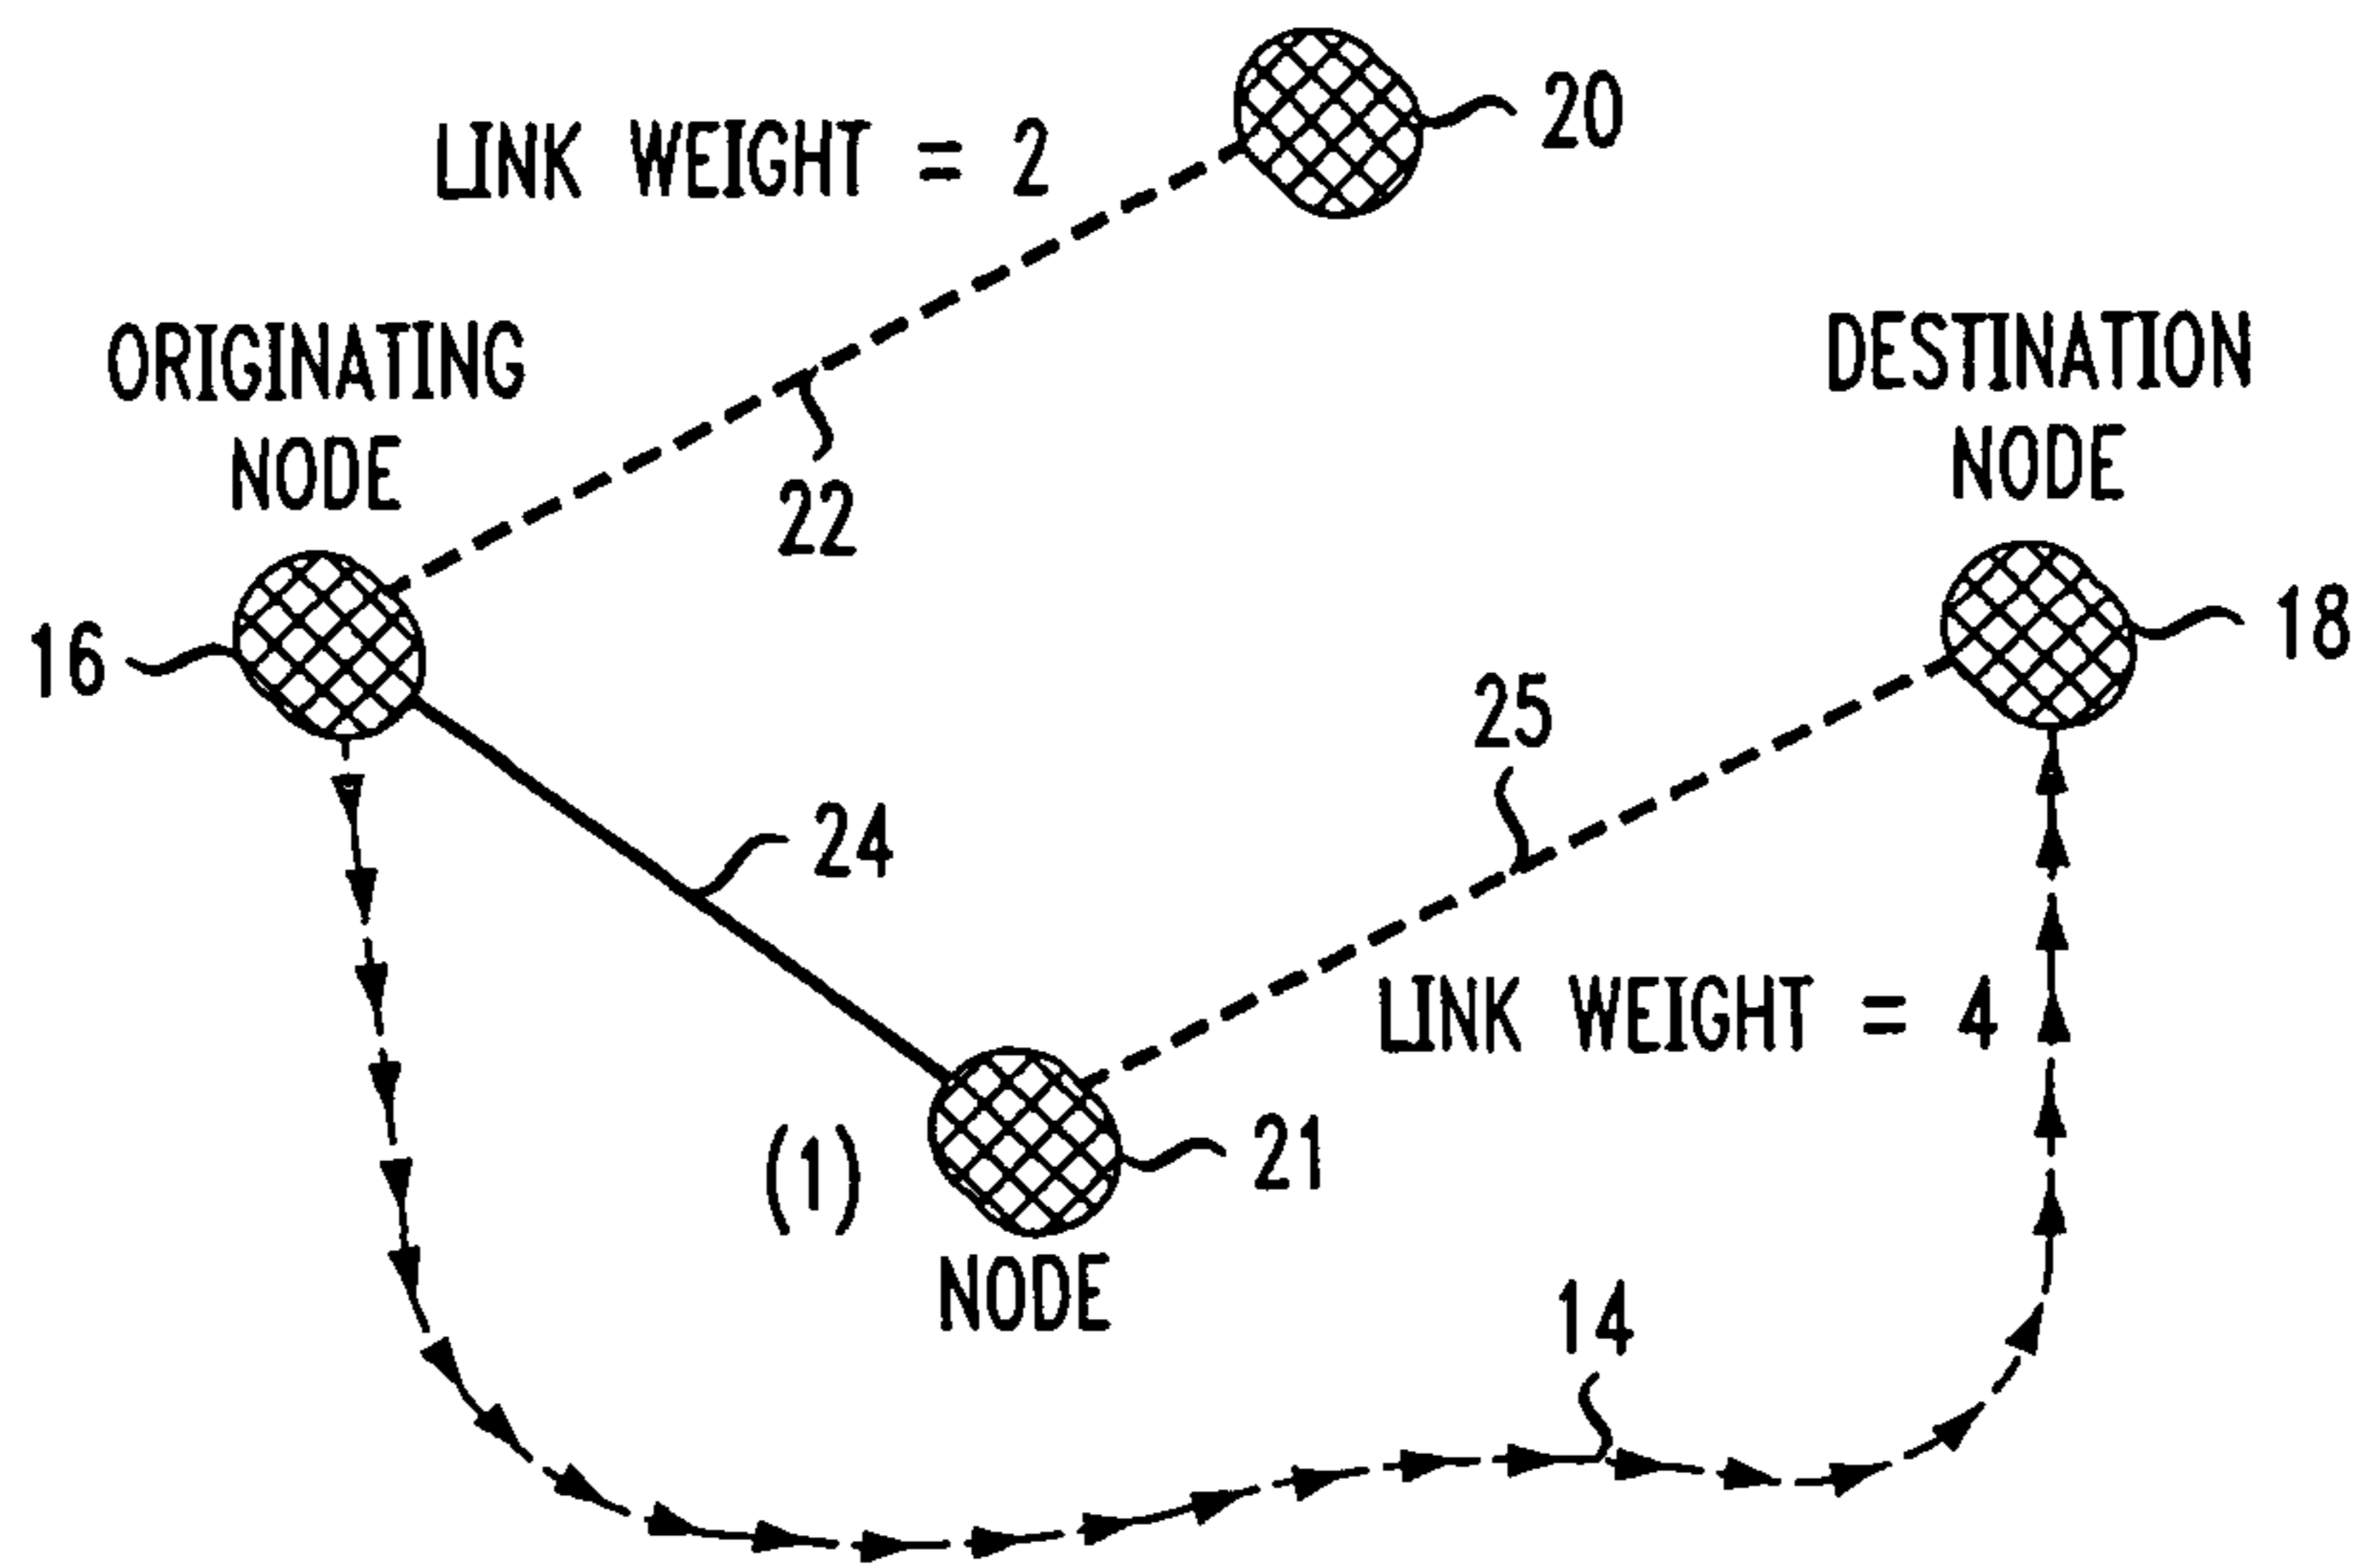 LINK WEIGHT = 2
20
ORIGINATING
NODE
22
DESTINATION
NODE
16
18
25
24
LINK WEIGHT = 4
(1)
21
NODE
14